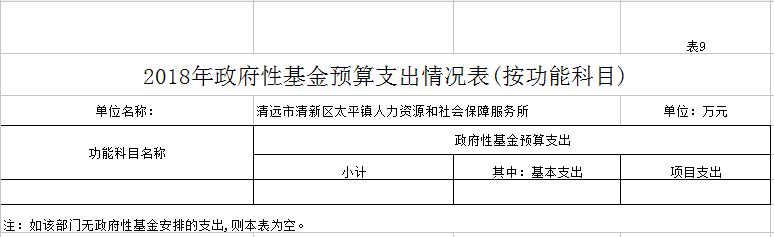 表9
2018年政府性基金预算支出情况表(按功能科目)
单位名称： 清远市清新区太平镇人力资源和社会保障服务所 单位：万元
功能科目名称 政府性基金预算支出
小计 其中：基本支出 项目支出
注：如该部门无政府性基金安排的支出,则本表为空。